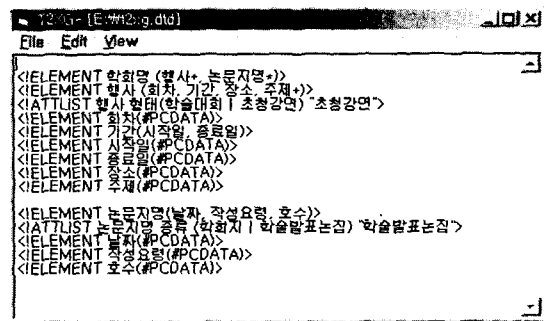 [E:\H2xg.dtd]
File Edit View
<!ELEMENT 학회명 (행사+, 논문지명*)>
<!ELEMENT 행사 (회차, 기간, 장소, 주제+)>
<!ATTLIST 행사 형태(학술대회 | 초청강연) "초청강연">
<!ELEMENT 회차(#PCDATA)>
<!ELEMENT 기간(시작일, 종료일)>
<!ELEMENT 시작일(#PCDATA)>
<!ELEMENT 종료일(#PCDATA)>
<!ELEMENT 장소(#PCDATA)>
<!ELEMENT 주제(#PCDATA)>
<!ELEMENT 논문지명(날짜, 작성요령, 호수)>
<!ATTLIST 논문지명 종류 (학회지 | 학술발표논집) "학술발표논집">
<!ELEMENT 날짜(#PCDATA)>
<!ELEMENT 작성요령(#PCDATA)>
<!ELEMENT 호수(#PCDATA)>